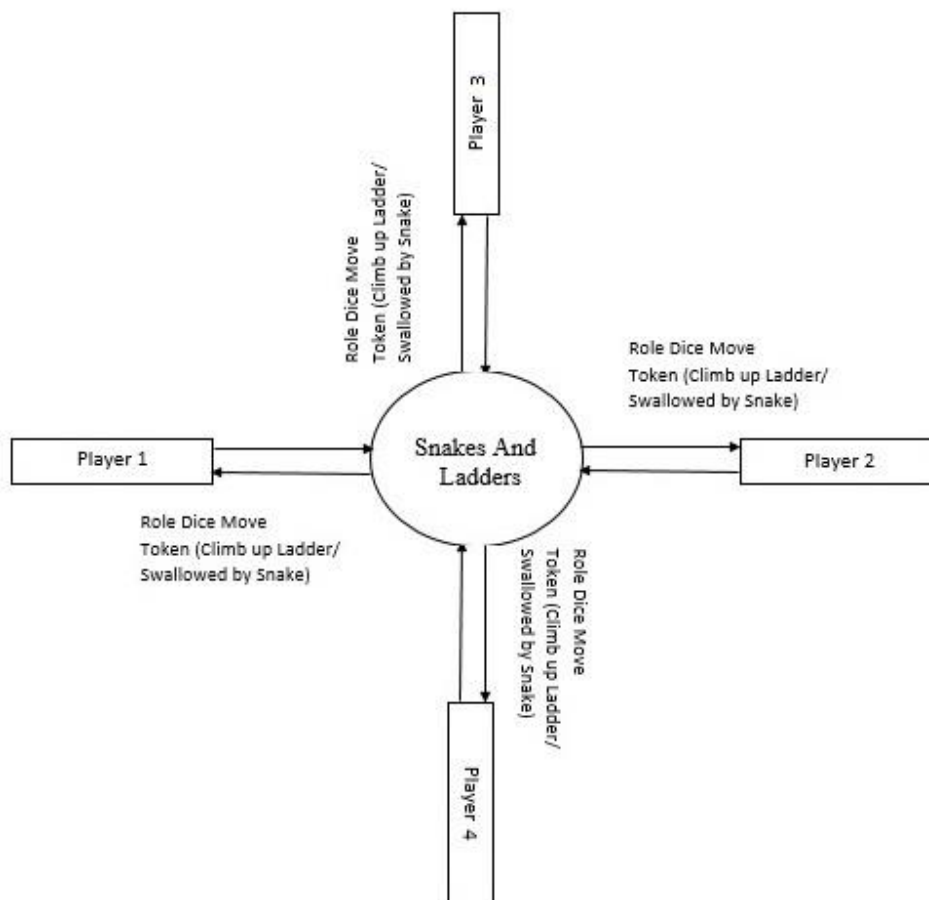 Player 3
Role Dice Move
Token (Climb up Ladder/
Swallowed by Snake)
Role Dice Move
Token (Climb up Ladder/
Swallowed by Snake)
Player 1
Snakes And
Ladders
Player 2
Role Dice Move
Token (Climb up Ladder/
Swallowed by Snake)
Role Dice Move
Token (Climb up Ladder/
Swallowed by Snake)
Player 4